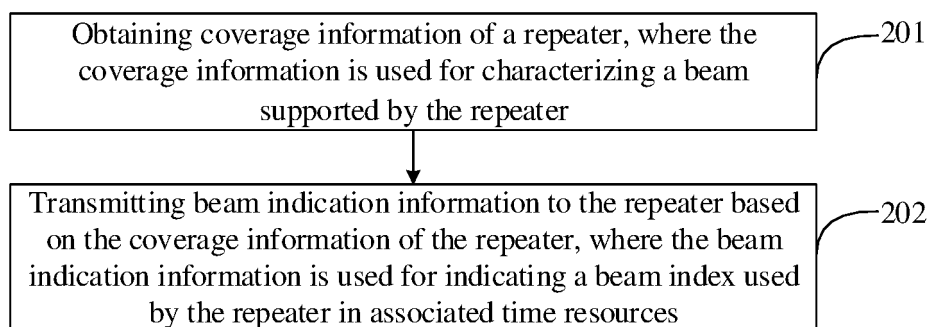 Obtaining coverage information of a repeater, where the
coverage information is used for characterizing a beam
supported by the repeater
201
Transmitting beam indication information to the repeater based
on the coverage information of the repeater, where the beam
indication information is used for indicating a beam index used
by the repeater in associated time resources
202